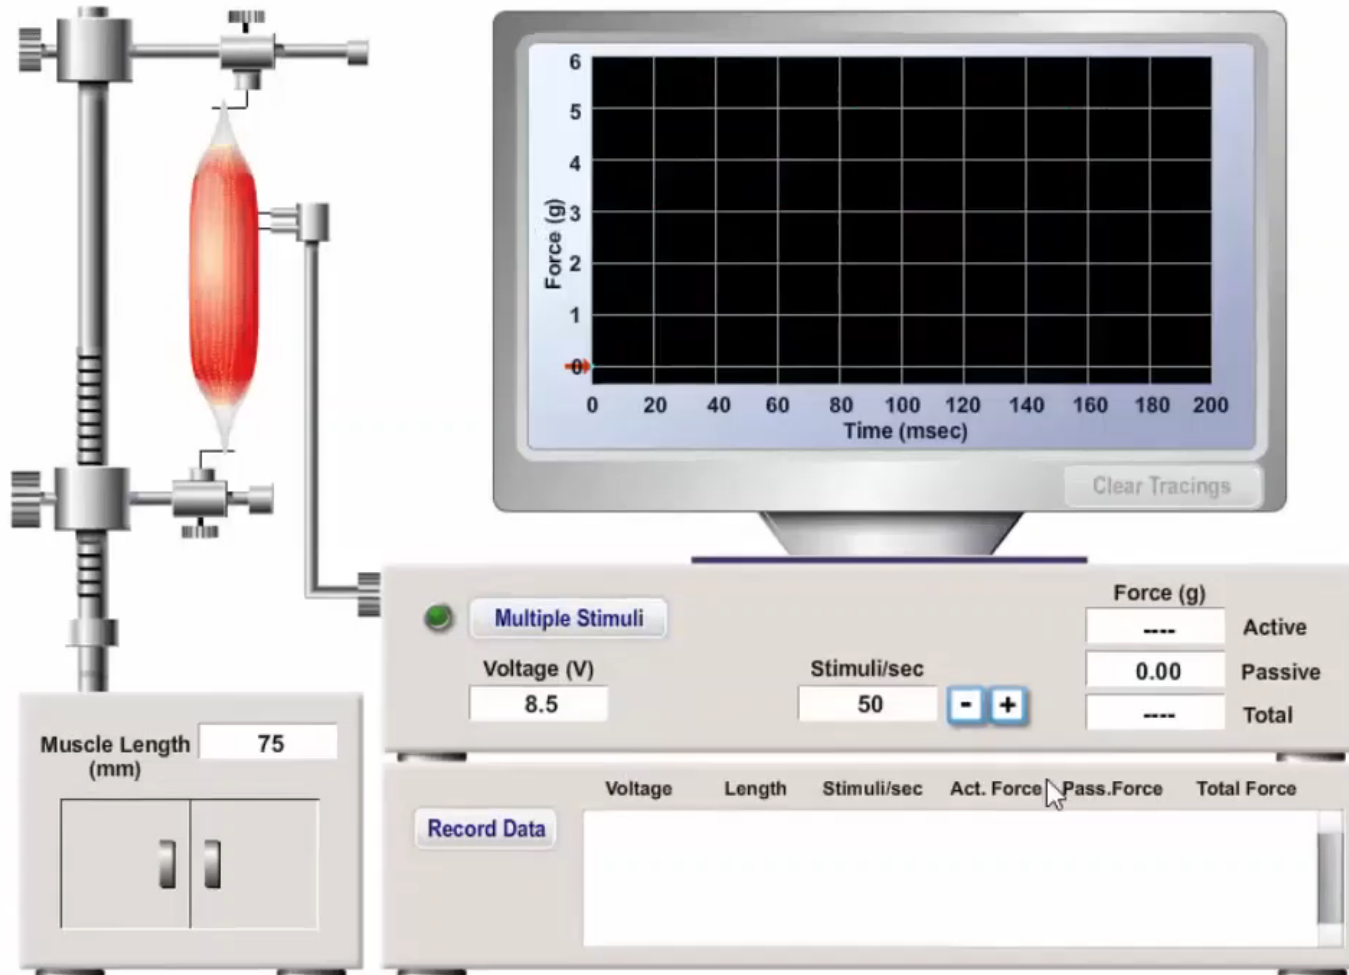 6
5
4
3
2
1
0
Force (g)
0 20 40 60 80 100 120 140 160 180 200
Time (msec)
Clear Tracings
Multiple Stimuli
Voltage (V)
8.5
Stimuli/sec
50
- +
Force (g)
---- Active
0.00 Passive
---- Total
Muscle Length
(mm)
75
Voltage Length Stimuli/sec Act. Force Pass.Force Total Force
Record Data